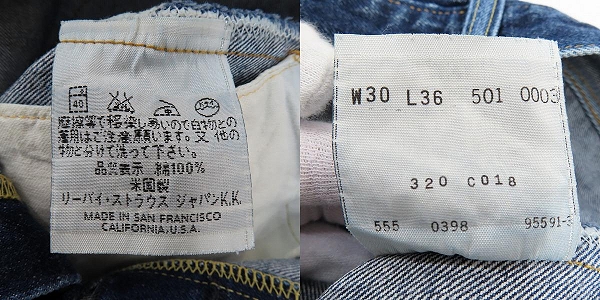 40
摩擦等で移染し易いので白物との
着用はご注意願います。又、他の
物と分けて洗って下さい。
品質表示 綿100%
米国製
リーバイ・ストラウス ジャパンK.K.
MADE IN SAN FRANCISCO
CALIFORNIA, U.S.A.
W30 L36 501 0003
320 C018
555 0398 95591-3